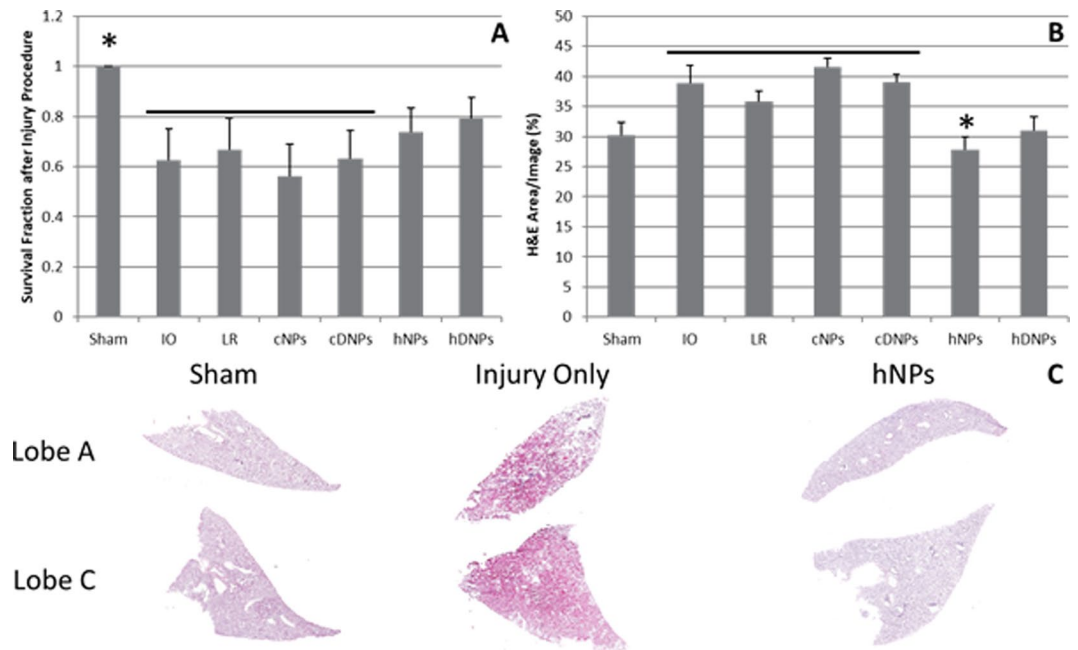 A
Survival Fraction after Injury Procedure
1.2
1
0.8
0.6
0.4
0.2
0
*
Sham IO LR cNPs cDNPs hNPs hDNPs
B
H&E Area/Image (%)
50
45
40
35
30
25
20
15
10
5
0
*
Sham IO LR cNPs cDNPs hNPs hDNPs
C
Sham Injury Only hNPs
Lobe A
Lobe C